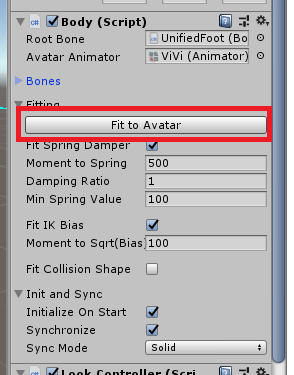 Body (Script)
Root Bone UnifiedFoot (Bo
Avatar Animator ViVi (Animator)
Bones
Fitting
Fit to Avatar
Fit Spring Damper
Moment to Spring 500
Damping Ratio 1
Min Spring Value 100
Fit IK Bias
Moment to Sqrt(Bias) 100
Fit Collision Shape
Init and Sync
Initialize On Start
Synchronize
Sync Mode Solid
Look Controller (Scri